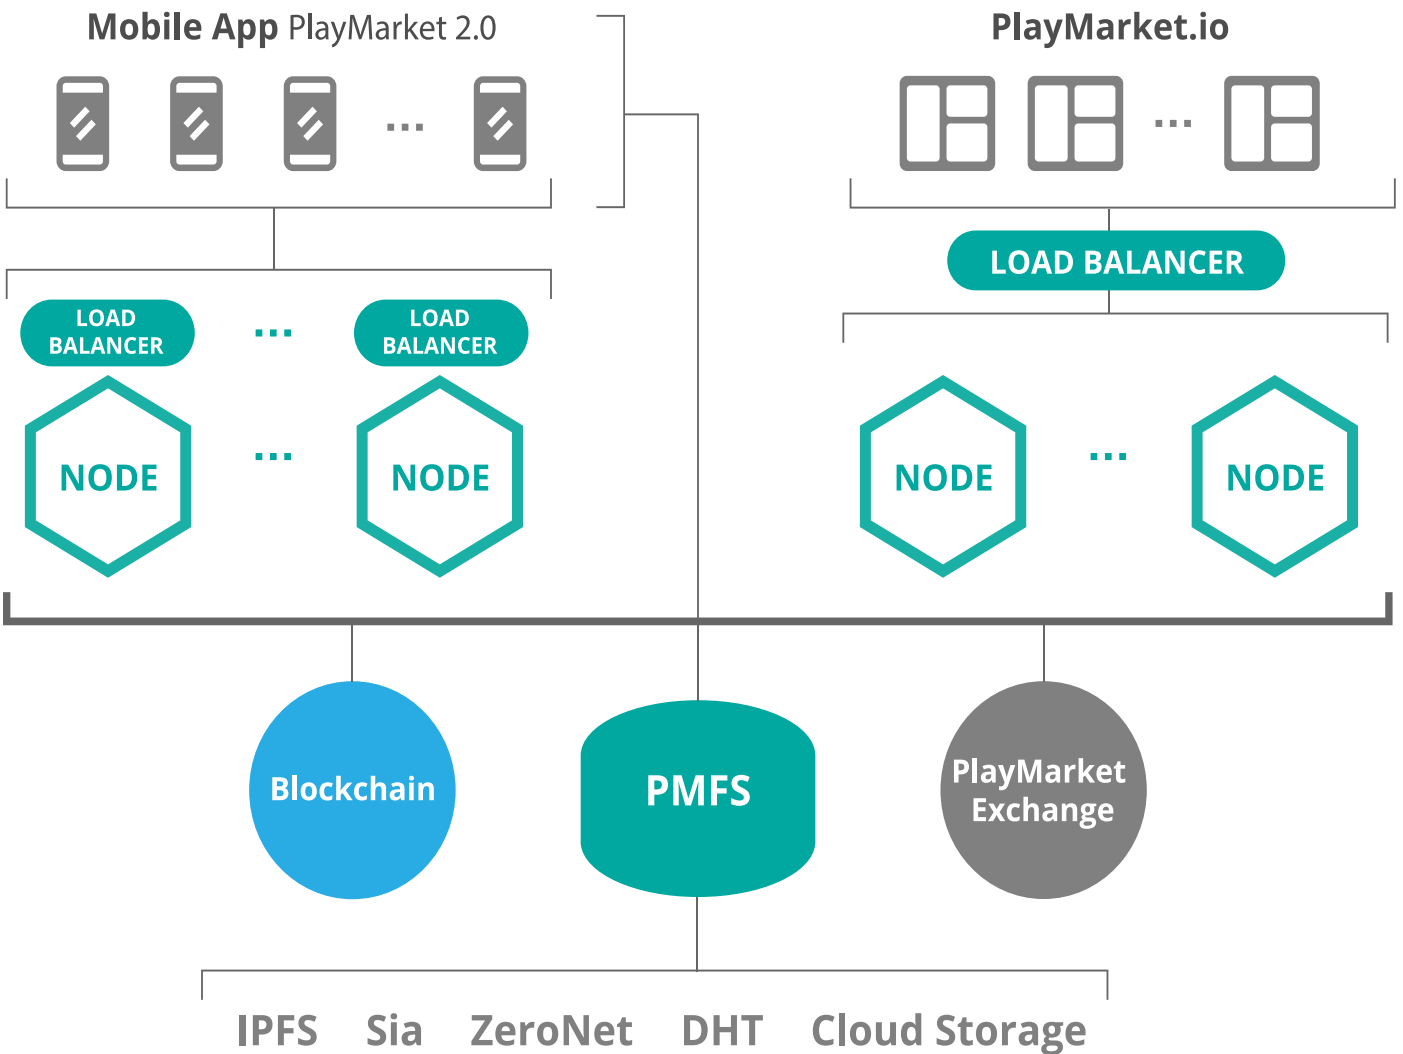 Mobile App PlayMarket 2.0
PlayMarket.io
...
...
LOAD BALANCER
LOAD
BALANCER
...
LOAD
BALANCER
NODE
...
NODE
NODE
...
NODE
Blockchain
PMFS
PlayMarket
Exchange
IPFS Sia ZeroNet DHT Cloud Storage